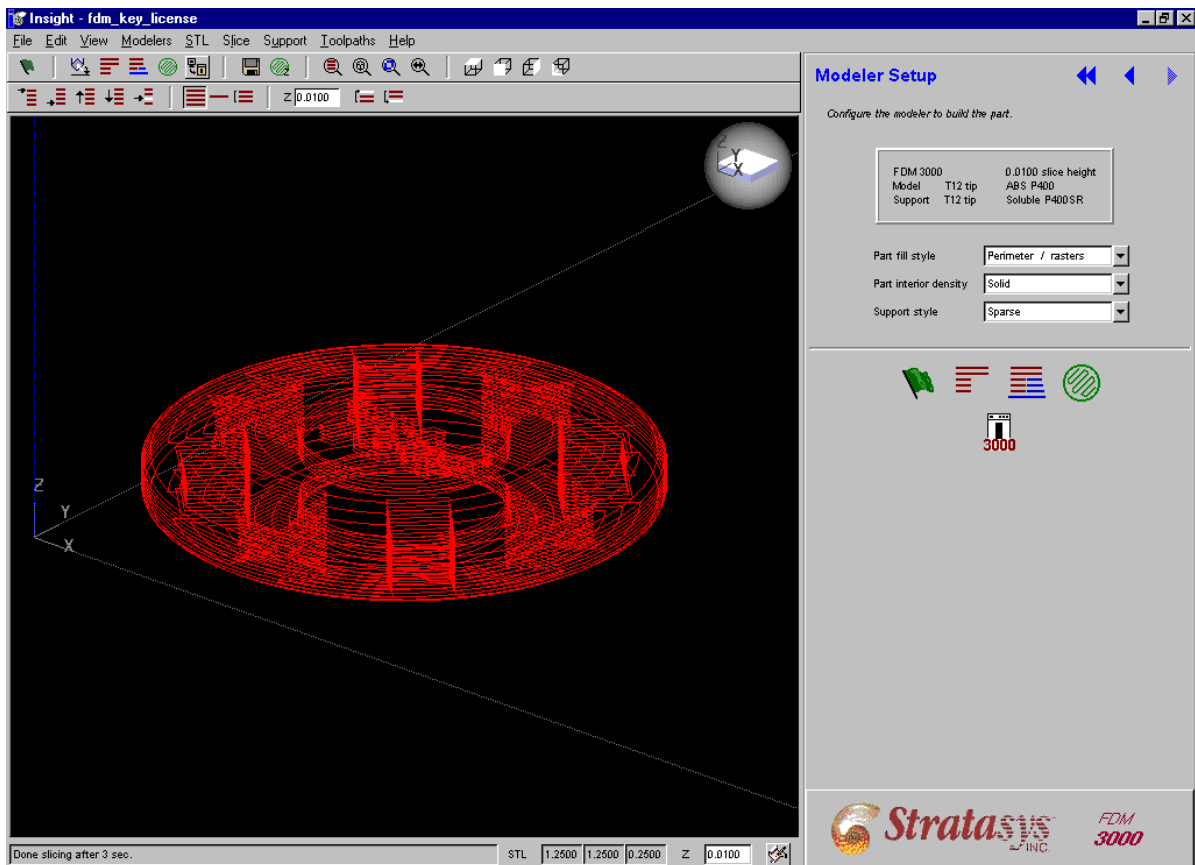 Insight - fdm_key_license
File Edit View Modelers STL Slice Support Toolpaths Help
Z 0.0100
Modeler Setup
Configure the modeler to build the part.
FDM 3000 0.0100 slice height
Model T12 tip ABS P400
Support T12 tip Soluble P400SR
Part fill style Perimeter / rasters
Part interior density Solid
Support style Sparse
3000
Z
Y
X
Z
Y
X
Stratasys INC.
FDM
3000
Done slicing after 3 sec. STL 1.2500 1.2500 0.2500 Z 0.0100